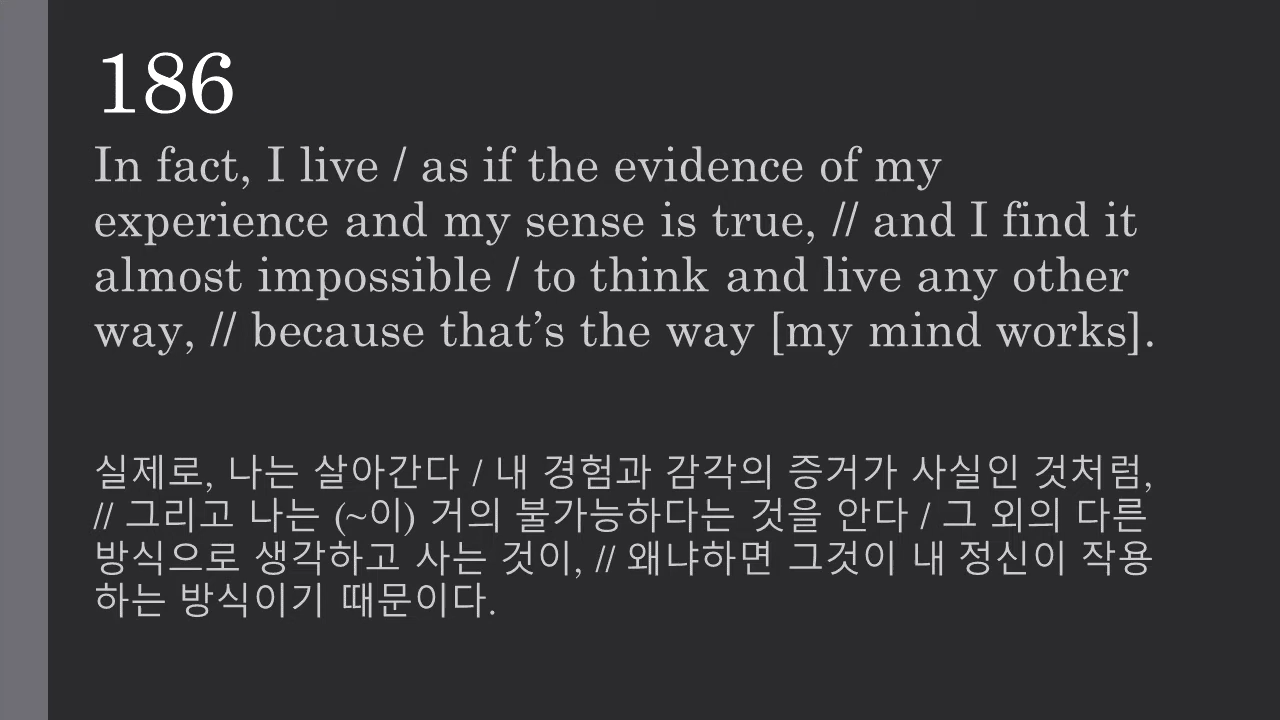 186
In fact, I live / as if the evidence of my
experience and my sense is true, // and I find it
almost impossible / to think and live any other
way, // because that’s the way [my mind works].
실제로, 나는 살아간다 / 내 경험과 감각의 증거가 사실인 것처럼,
// 그리고 나는 (~이) 거의 불가능하다는 것을 안다 / 그 외의 다른
방식으로 생각하고 사는 것이, // 왜냐하면 그것이 내 정신이 작용
하는 방식이기 때문이다.